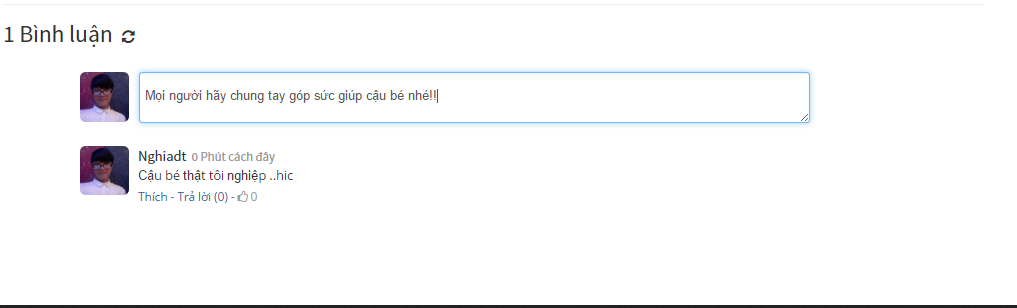 1 Bình luận
Mọi người hãy chung tay góp sức giúp cậu bé nhé!!
Nghiadt 0 Phút cách đây
Cậu bé thật tôi nghiệp ..hic
Thích - Trả lời (0) - 0